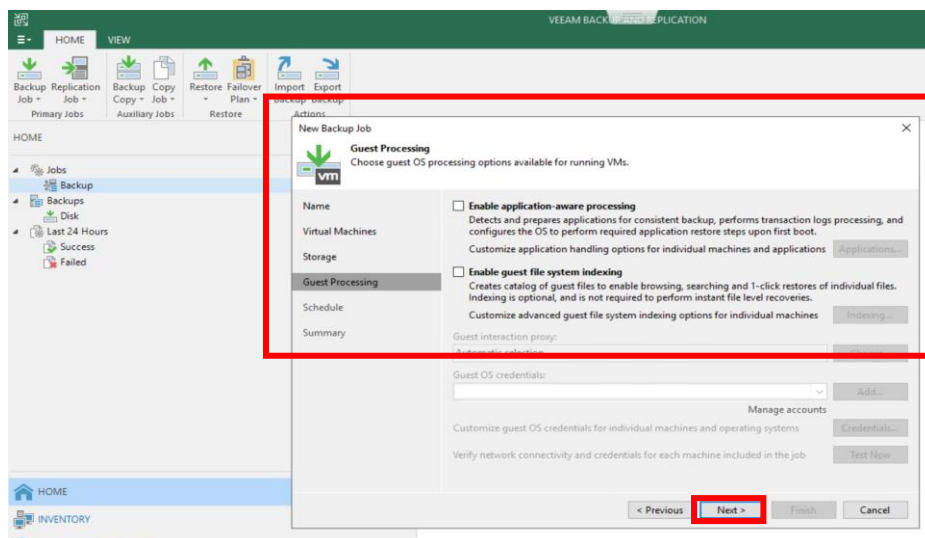 VEEAM BACKUP AND REPLICATION
HOME VIEW
Backup Replication Backup Copy Restore Failover Import Export
Job Job Copy Job Plan Backup Backup
Primary Jobs Auxiliary Jobs Restore Actions
HOME
Jobs
Backup
Backups
Disk
Last 24 Hours
Success
Failed
HOME
INVENTORY
New Backup Job
Guest Processing
Choose guest OS processing options available for running VMs.
vm
Name
Virtual Machines
Storage
Guest Processing
Schedule
Summary
Enable application-aware processing
Detects and prepares applications for consistent backup, performs transaction logs processing, and
configures the OS to perform required application restore steps upon first boot.
Customize application handling options for individual machines and applications Applications...
Enable guest file system indexing
Creates catalog of guest files to enable browsing, searching and 1-click restores of individual files.
Indexing is optional, and is not required to perform instant file level recoveries.
Customize advanced guest file system indexing options for individual machines Indexing...
Guest interaction proxy:
Automatic selection
Guest OS credentials:
Add...
Manage accounts
Customize guest OS credentials for individual machines and operating systems Credentials...
Verify network connectivity and credentials for each machine included in the job Test Now
< Previous Next > Finish Cancel